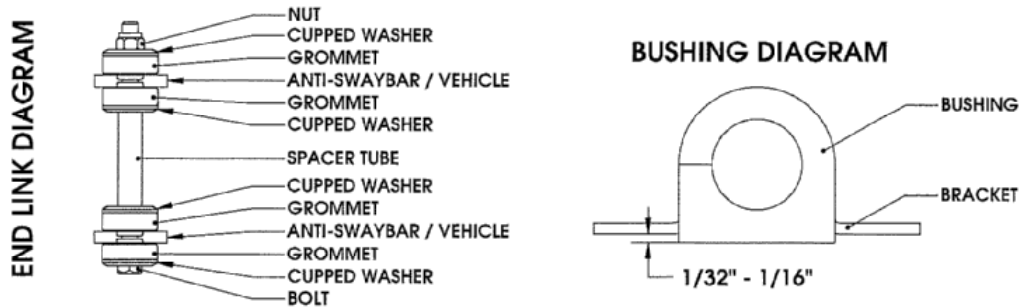 END LINK DIAGRAM
NUT
CUPPED WASHER
GROMMET
ANTI-SWAYBAR / VEHICLE
GROMMET
CUPPED WASHER
SPACER TUBE
CUPPED WASHER
GROMMET
ANTI-SWAYBAR / VEHICLE
GROMMET
CUPPED WASHER
BOLT
BUSHING DIAGRAM
BUSHING
BRACKET
1/32" - 1/16"